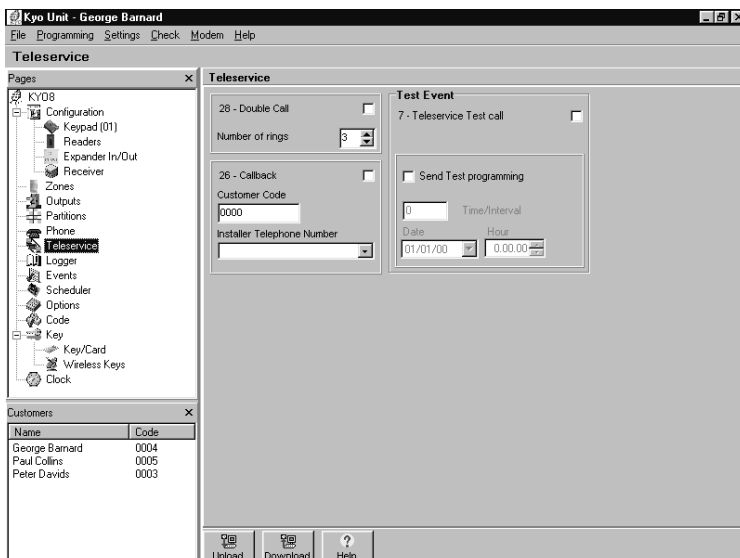 Kyo Unit - George Barnard
File Programming Settings Check Modem Help
Teleservice
Pages
KYO8
Configuration
Keypad (01)
Readers
Expander In/Out
Receiver
Zones
Outputs
Partitions
Phone
Teleservice
Logger
Events
Scheduler
Options
Code
Key
Key/Card
Wireless Keys
Clock
Customers
Name Code
George Barnard 0004
Paul Collins 0005
Peter Davids 0003
Teleservice
28 - Double Call
Number of rings 3
26 - Callback
Customer Code
0000
Installer Telephone Number
Test Event
7 - Teleservice Test call
Send Test programming
0 Time/Interval
Date Hour
01/01/00 0.00.00
Upload Download Help